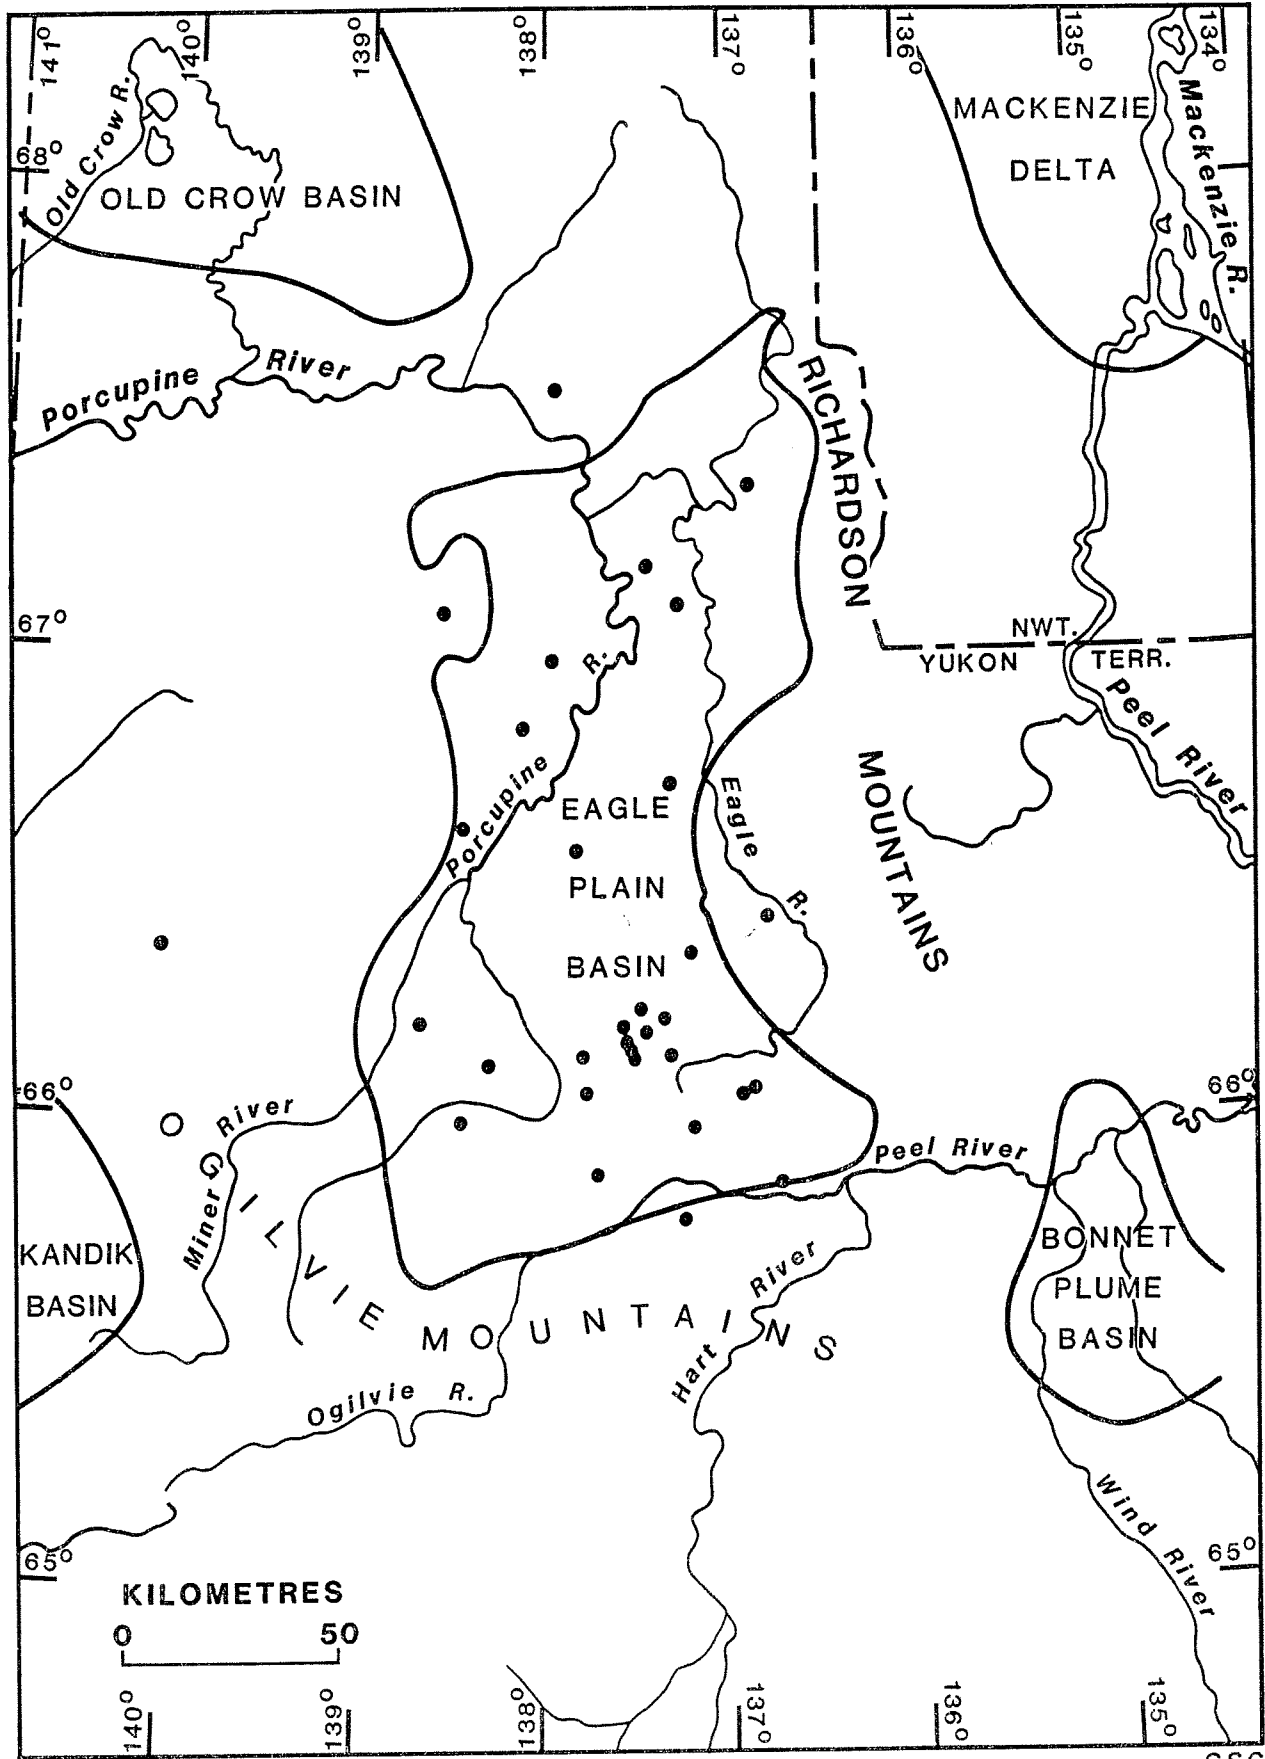 141°
140°
139°
138°
137°
136°
135°
134°
Old Crow R.
68°
OLD CROW BASIN
MACKENZIE
DELTA
Mackenzie R.
Porcupine River
RICHARDSON
MOUNTAINS
67°
NWT.
YUKON TERR.
Peel River
Porcupine R.
EAGLE
PLAIN
BASIN
Eagle R.
66°
66°
Miner River
Peel River
OGILVIE MOUNTAINS
KANDIK
BASIN
Hart River
BONNET
PLUME
BASIN
Ogilvie R.
Wind River
65°
65°
KILOMETRES
0 50
140°
139°
138°
137°
136°
135°